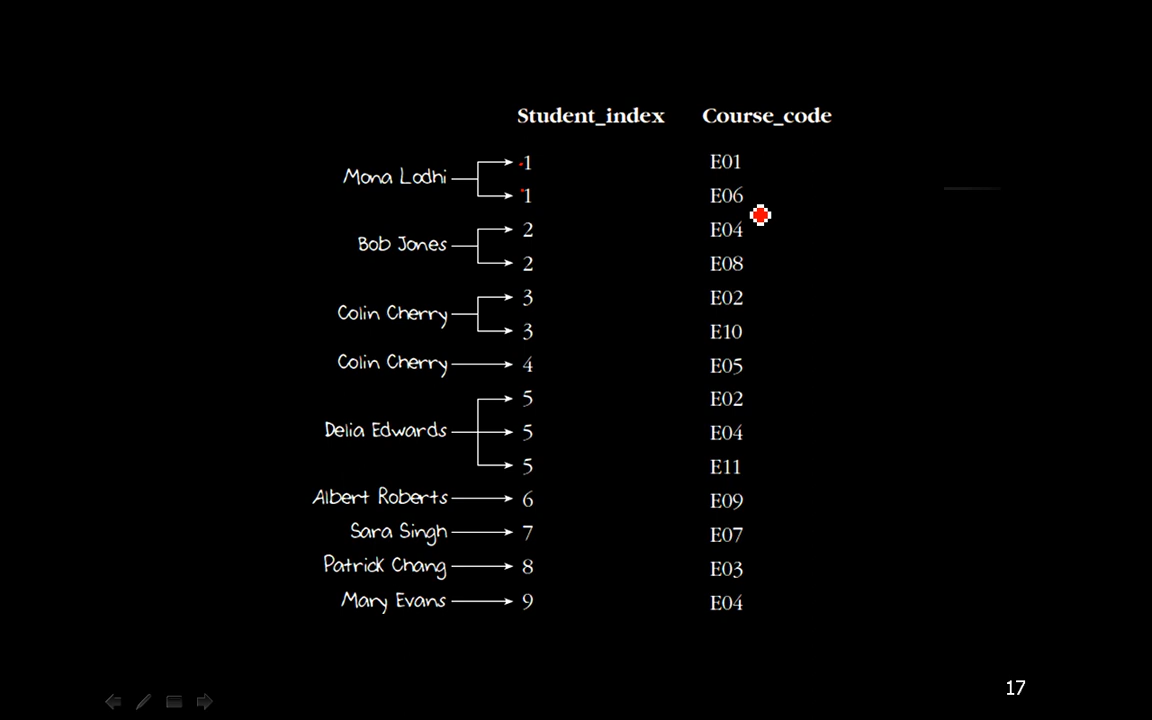 Student_index Course_code
Mona Lodhi 1 E01
1 E06
Bob Jones 2 E04
2 E08
Colin Cherry 3 E02
3 E10
Colin Cherry 4 E05
5 E02
Delia Edwards 5 E04
5 E11
Albert Roberts 6 E09
Sara Singh 7 E07
Patrick Chang 8 E03
Mary Evans 9 E04
17